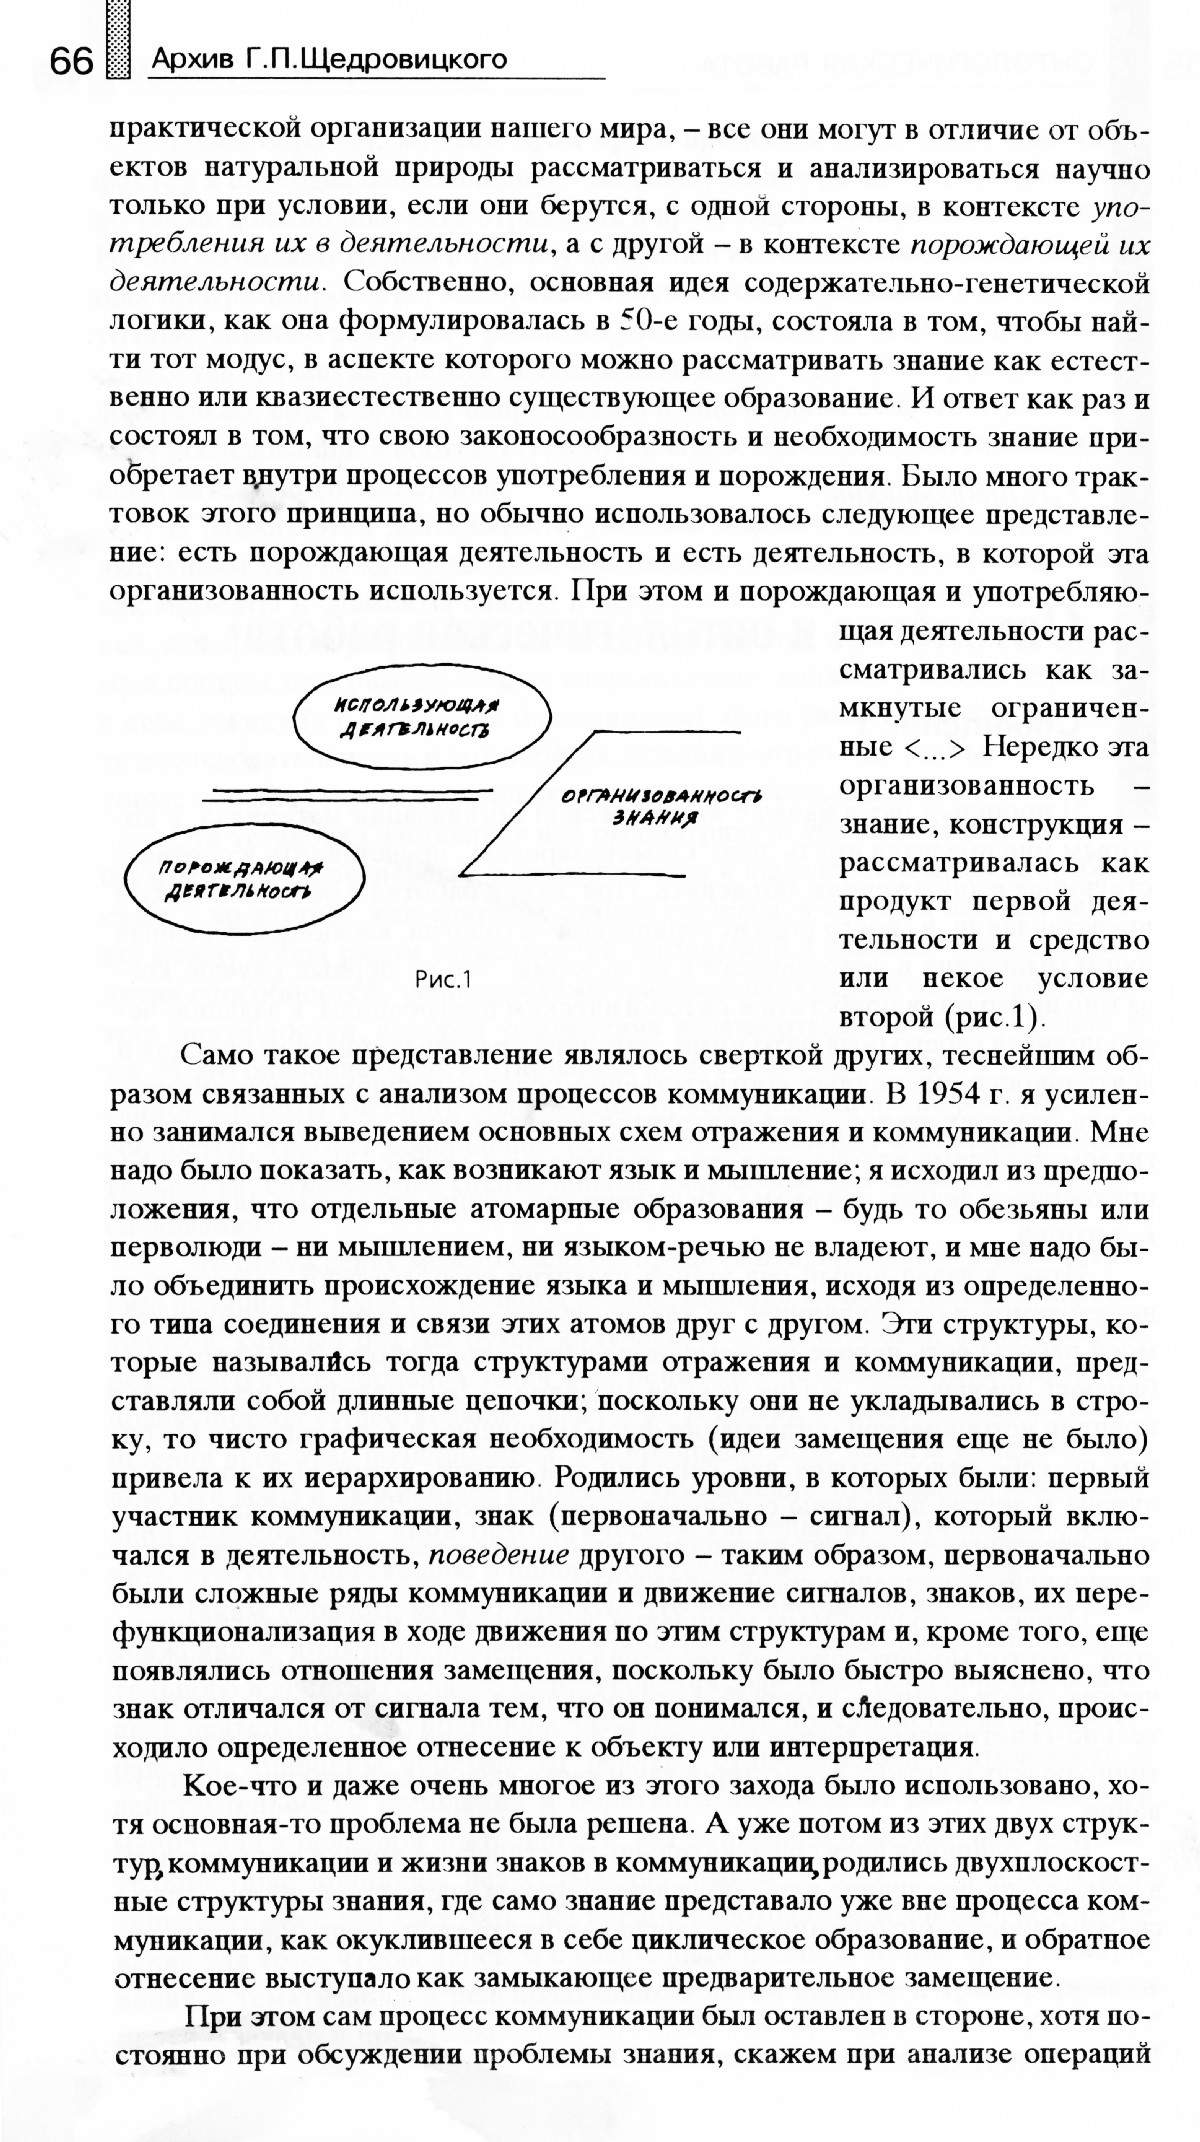 66 Архив Г.П.Щедровицкого
практической организации нашего мира, – все они могут в отличие от объ-
ектов натуральной природы рассматриваться и анализироваться научно
только при условии, если они берутся, с одной стороны, в контексте упо-
требления их в деятельности, а с другой – в контексте порождающей их
деятельности. Собственно, основная идея содержательно-генетической
логики, как она формулировалась в 50-е годы, состояла в том, чтобы най-
ти тот модус, в аспекте которого можно рассматривать знание как естест-
венно или квазиестественно существующее образование. И ответ как раз и
состоял в том, что свою законосообразность и необходимость знание при-
обретает внутри процессов употребления и порождения. Было много трак-
товок этого принципа, но обычно использовалось следующее представле-
ние: есть порождающая деятельность и есть деятельность, в которой эта
организованность используется. При этом и порождающая и употребляю-
щая деятельности рас-
сматривались как за-
мкнутые ограничен-
ные <...> Нередко эта
организованность –
знание, конструкция –
рассматривалась как
продукт первой дея-
тельности и средство
или некое условие
второй (рис.1).
ИСПОЛЬЗУЮЩАЯ
ДЕЯТЕЛЬНОСТЬ
ОРГАНИЗОВАННОСТЬ
ЗНАНИЯ
ПОРОЖДАЮЩАЯ
ДЕЯТЕЛЬНОСТЬ
Рис.1
Само такое представление являлось сверткой других, теснейшим об-
разом связанных с анализом процессов коммуникации. В 1954 г. я усилен-
но занимался выведением основных схем отражения и коммуникации. Мне
надо было показать, как возникают язык и мышление; я исходил из предпо-
ложения, что отдельные атомарные образования – будь то обезьяны или
перволюди – ни мышлением, ни языком-речью не владеют, и мне надо бы-
ло объединить происхождение языка и мышления, исходя из определенно-
го типа соединения и связи этих атомов друг с другом. Эти структуры, ко-
торые назывались тогда структурами отражения и коммуникации, пред-
ставляли собой длинные цепочки; поскольку они не укладывались в стро-
ку, то чисто графическая необходимость (идеи замещения еще не было)
привела к их иерархированию. Родились уровни, в которых были: первый
участник коммуникации, знак (первоначально – сигнал), который вклю-
чался в деятельность, поведение другого – таким образом, первоначально
были сложные ряды коммуникации и движение сигналов, знаков, их пере-
функционализация в ходе движения по этим структурам и, кроме того, еще
появлялись отношения замещения, поскольку было быстро выяснено, что
знак отличался от сигнала тем, что он понимался, и следовательно, проис-
ходило определенное отнесение к объекту или интерпретация.
Кое-что и даже очень многое из этого захода было использовано, хо-
тя основная-то проблема не была решена. А уже потом из этих двух струк-
тур, коммуникации и жизни знаков в коммуникации, родились двухплоскост-
ные структуры знания, где само знание представало уже вне процесса ком-
муникации, как окуклившееся в себе циклическое образование, и обратное
отнесение выступало как замыкающее предварительное замещение.
При этом сам процесс коммуникации был оставлен в стороне, хотя по-
стоянно при обсуждении проблемы знания, скажем при анализе операций